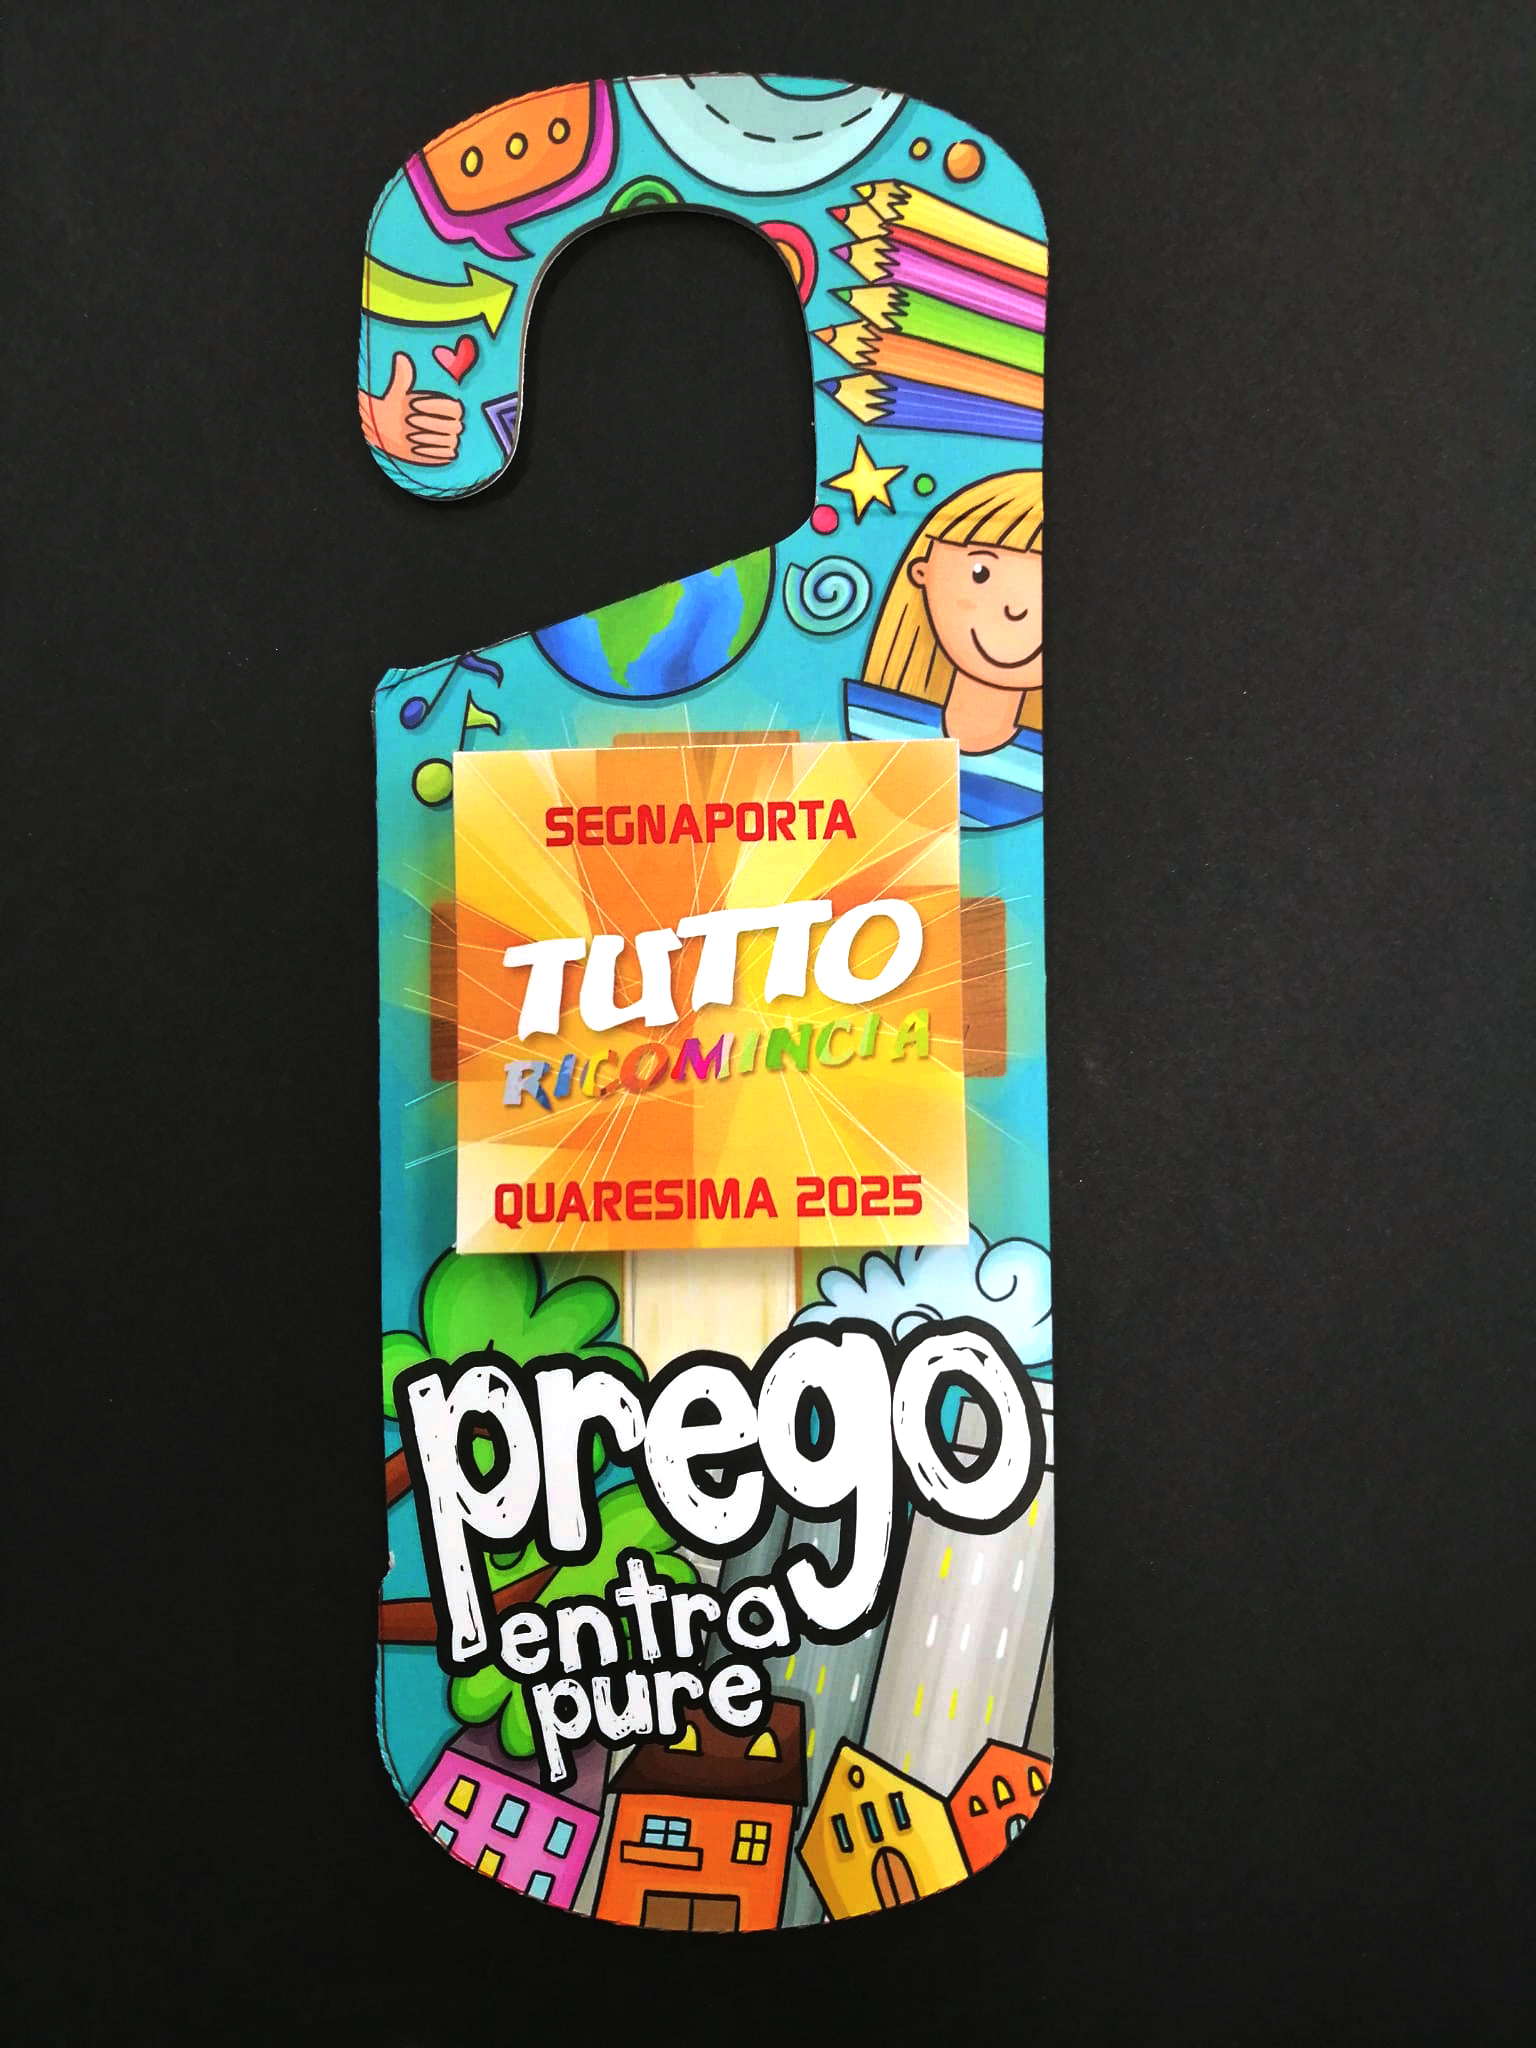 SEGNAPORTA
TUTTO
RICOMINCIA
QUARESIMA 2025
prego
entra
pure